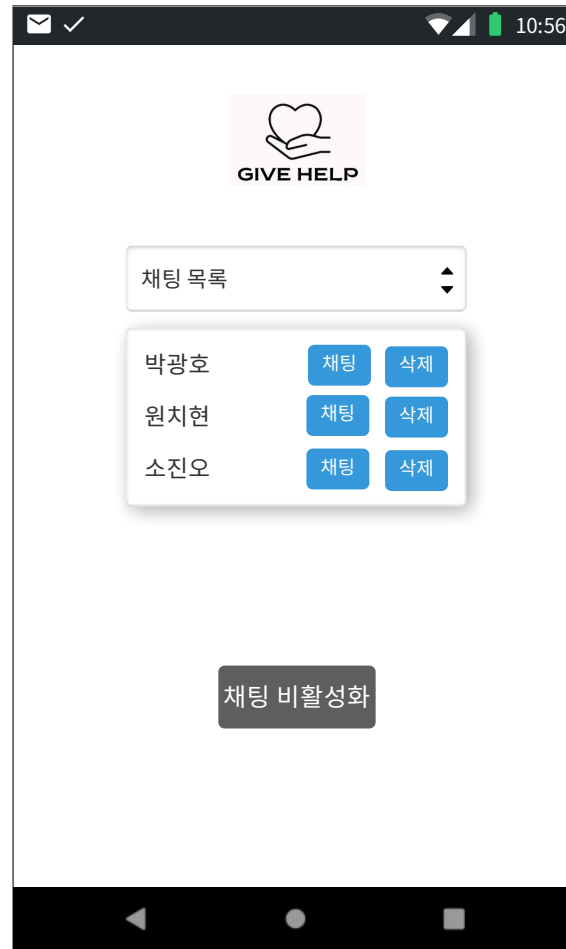 10:56
GIVE HELP
채팅 목록
박광호 채팅 삭제
원치현 채팅 삭제
소진오 채팅 삭제
채팅 비활성화